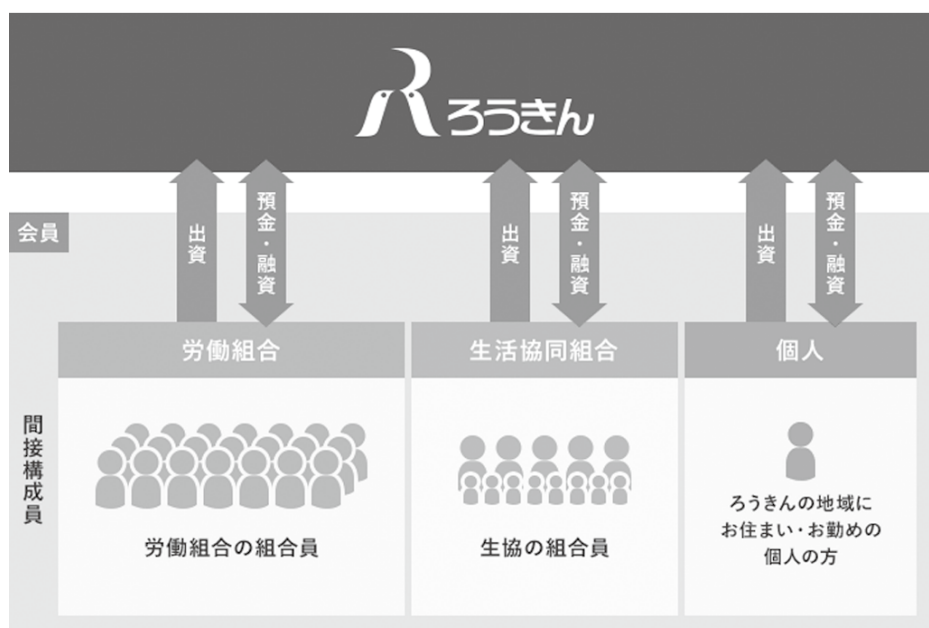 ろうきん
出資
預金・融資
出資
預金・融資
出資
預金・融資
会員
労働組合
生活協同組合
個人
間接構成員
労働組合の組合員
生協の組合員
ろうきんの地域に
お住まい・お勤めの
個人の方